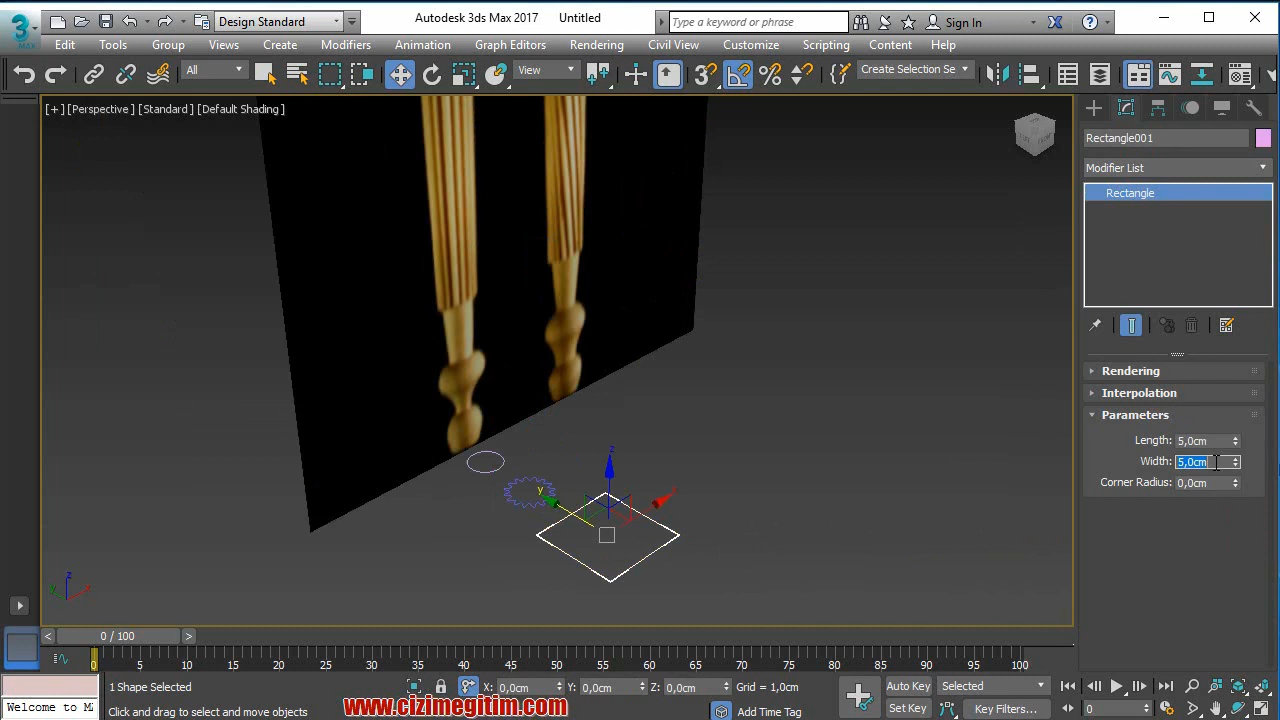 3 MAX Design Standard Autodesk 3ds Max 2017 Untitled Type a keyword or phrase Sign In
Edit Tools Group Views Create Modifiers Animation Graph Editors Rendering Civil View Customize Scripting Content Help
All View 3 Create Selection Se
[+] [Perspective] [Standard] [Default Shading]
Rectangle001
Modifier List
Rectangle
Rendering
Interpolation
Parameters
Length: 5,0cm
Width: 5,0cm
Corner Radius: 0,0cm
z
y
x
z
y
x
0 / 100
0 5 10 15 20 25 30 35 40 45 50 55 60 65 70 75 80 85 90 95 100
1 Shape Selected X: 0,0cm Y: 0,0cm Z: 0,0cm Grid = 1,0cm Auto Key Selected
Welcome to M Click and drag to select and move objects Add Time Tag Set Key Key Filters... 0
www.cizimegitim.com